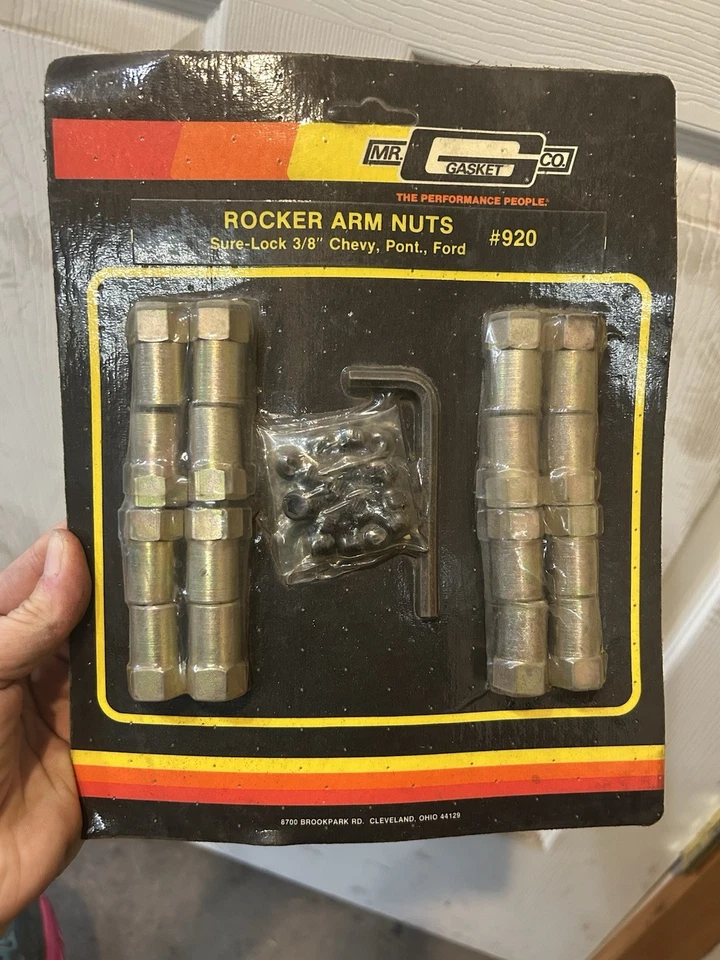 MR. GASKET CO.
THE PERFORMANCE PEOPLE.
ROCKER ARM NUTS
Sure-Lock 3/8" Chevy, Pont., Ford #920
8700 BROOKPARK RD. CLEVELAND, OHIO 44129